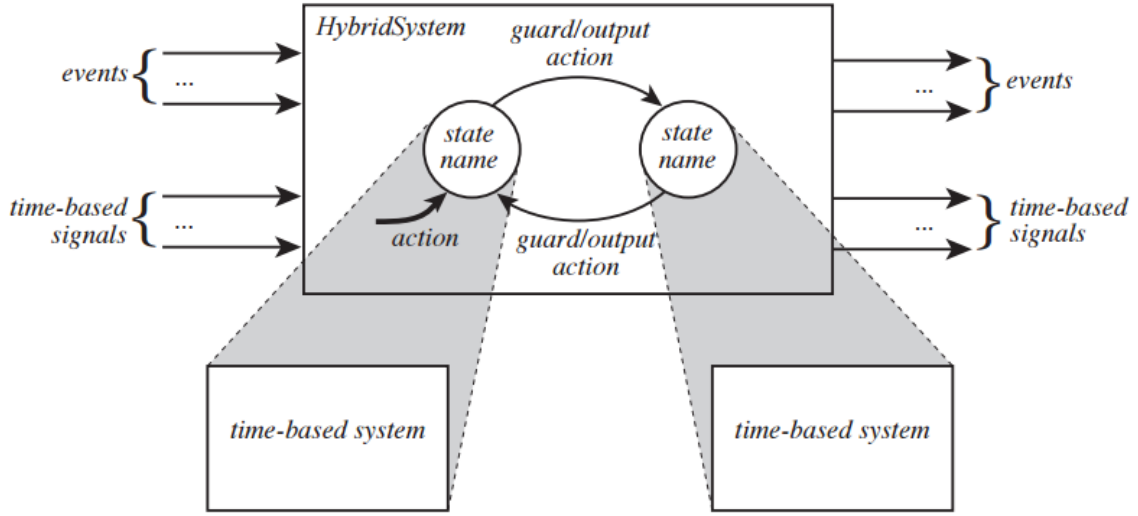 HybridSystem
guard/output
action
events
...
...
events
state
name
state
name
time-based
signals
...
...
time-based
signals
action
guard/output
action
time-based system
time-based system